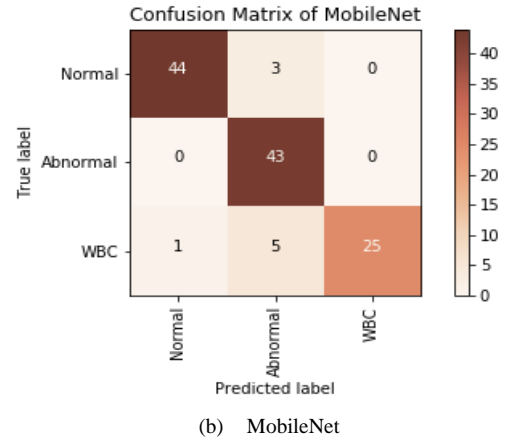 Confusion Matrix of MobileNet
True label
Normal 44 3 0
Abnormal 0 43 0
WBC 1 5 25
Normal
Abnormal
WBC
Predicted label
40
35
30
25
20
15
10
5
0
(b) MobileNet